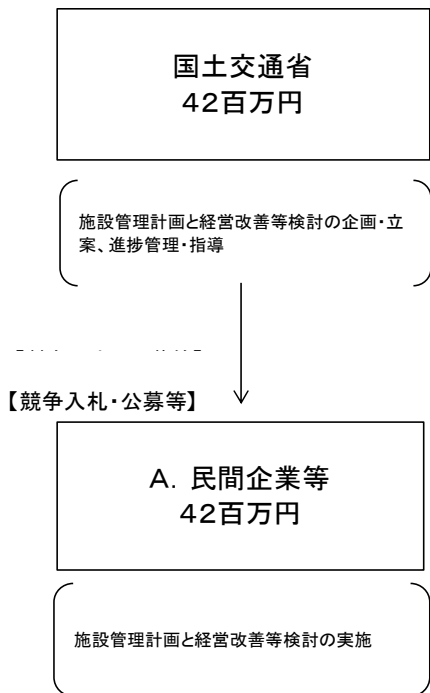 国土交通省
４２百万円
施設管理計画と経営改善等検討の企画・立
案、進捗管理・指導
【競争入札・公募等】
Ａ．民間企業等
４２百万円
施設管理計画と経営改善等検討の実施